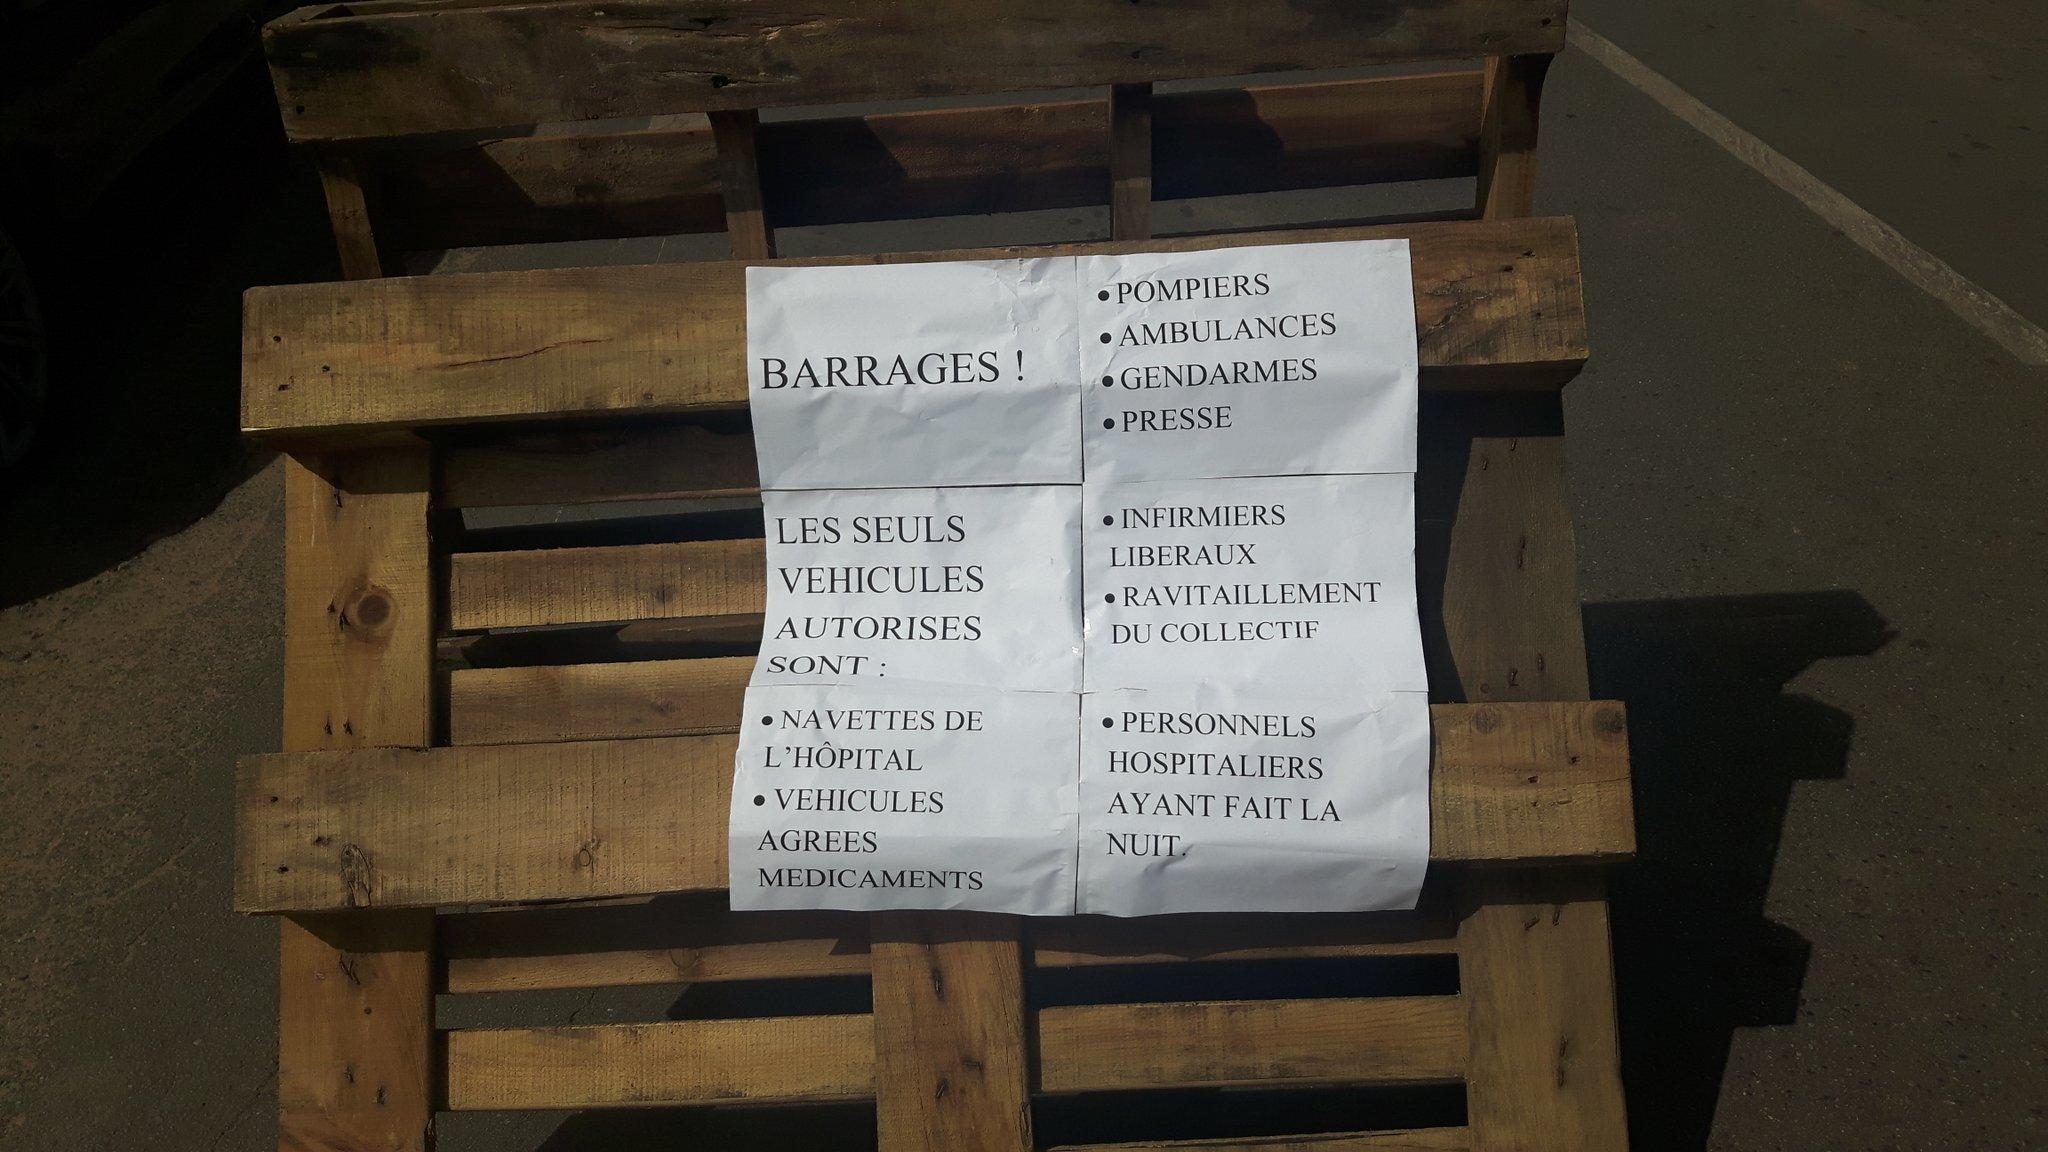 BARRAGES !
LES SEULS
VEHICULES
AUTORISES
SONT :
• NAVETTES DE
L'HÔPITAL
• VEHICULES
AGREES
MEDICAMENTS
• POMPIERS
• AMBULANCES
• GENDARMES
• PRESSE
• INFIRMIERS
LIBERAUX
• RAVITAILLEMENT
DU COLLECTIF
• PERSONNELS
HOSPITALIERS
AYANT FAIT LA
NUIT.